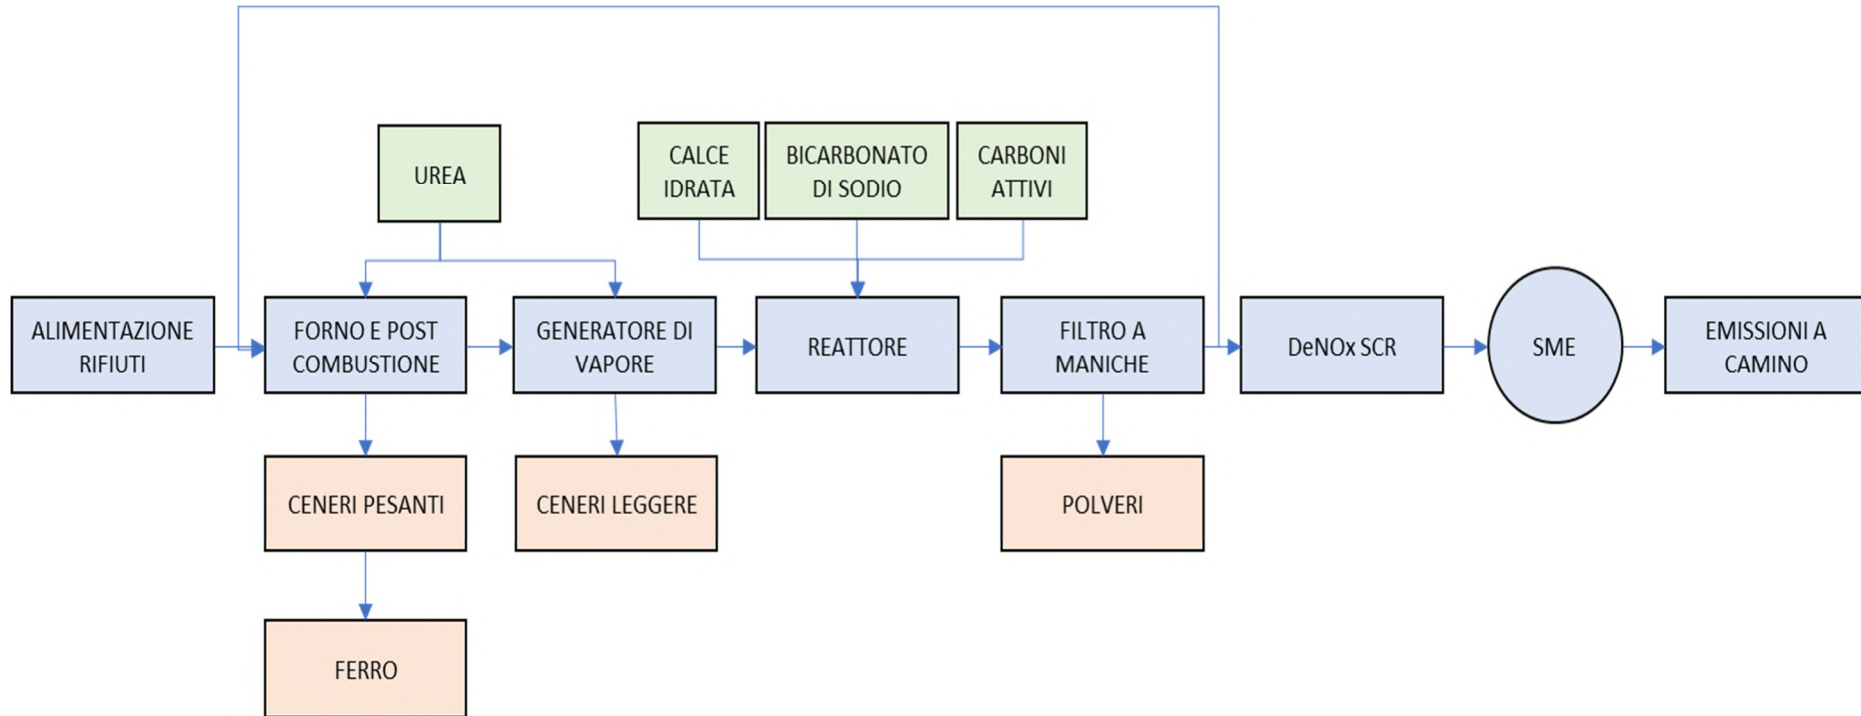 UREA
CALCE
IDRATA
BICARBONATO
DI SODIO
CARBONI
ATTIVI
ALIMENTAZIONE
RIFIUTI
FORNO E POST
COMBUSTIONE
GENERATORE DI
VAPORE
REATTORE
FILTRO A
MANICHE
DeNOx SCR
SME
EMISSIONI A
CAMINO
CENERI PESANTI
CENERI LEGGERE
POLVERI
FERRO